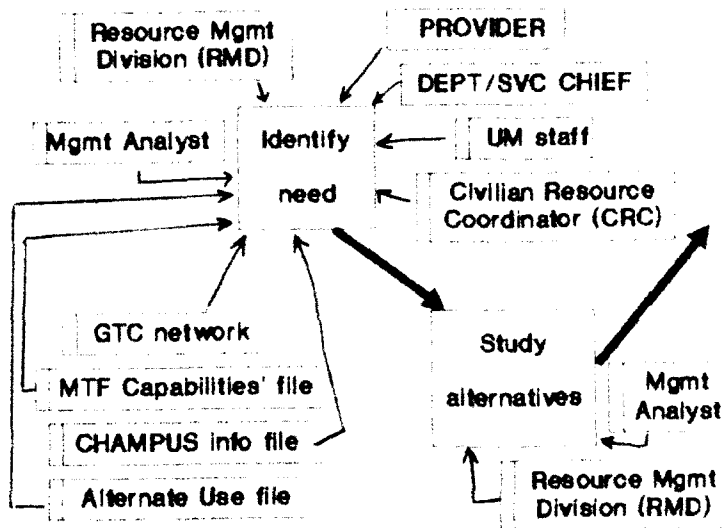 Resource Mgmt
Division (RMD)
PROVIDER
DEPT/SVC CHIEF
Mgmt Analyst
Identify
need
UM staff
Civilian Resource
Coordinator (CRC)
GTC network
MTF Capabilities' file
CHAMPUS info file
Alternate Use file
Study
alternatives
Mgmt
Analyst
Resource Mgmt
Division (RMD)